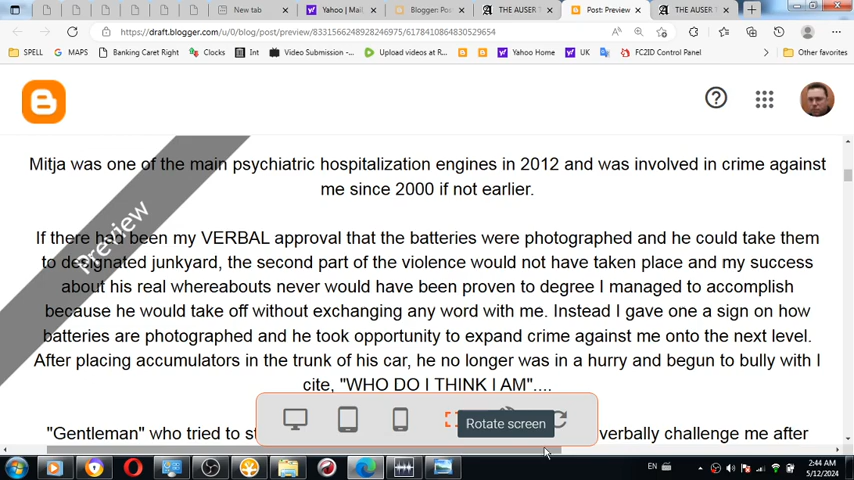 New tab
Yahoo | Mai
Blogger: Po
THE AUSER T
Post: Preview
THE AUSER T
https://draft.blogger.com/u/0/blog/post/preview/8331566248928246975/6178410864830529654
SPELL
MAPS
Banking Caret Right
Clocks
Int
Video Submission -...
Upload videos at R...
Yahoo Home
UK
FC2ID Control Panel
Other favorites
Preview
Mitja was one of the main psychiatric hospitalization engines in 2012 and was involved in crime against
me since 2000 if not earlier.
If there had been my VERBAL approval that the batteries were photographed and he could take them
to designated junkyard, the second part of the violence would not have taken place and my success
about his real whereabouts never would have been proven to degree I managed to accomplish
because he would take off without exchanging any word with me. Instead I gave one a sign on how
batteries are photographed and he took opportunity to expand crime against me onto the next level.
After placing accumulators in the trunk of his car, he no longer was in a hurry and begun to bully with I
cite, "WHO DO I THINK I AM"....
Rotate screen
"Gentleman" who tried to st
verbally challenge me after
EN
2:44 AM
5/12/2024